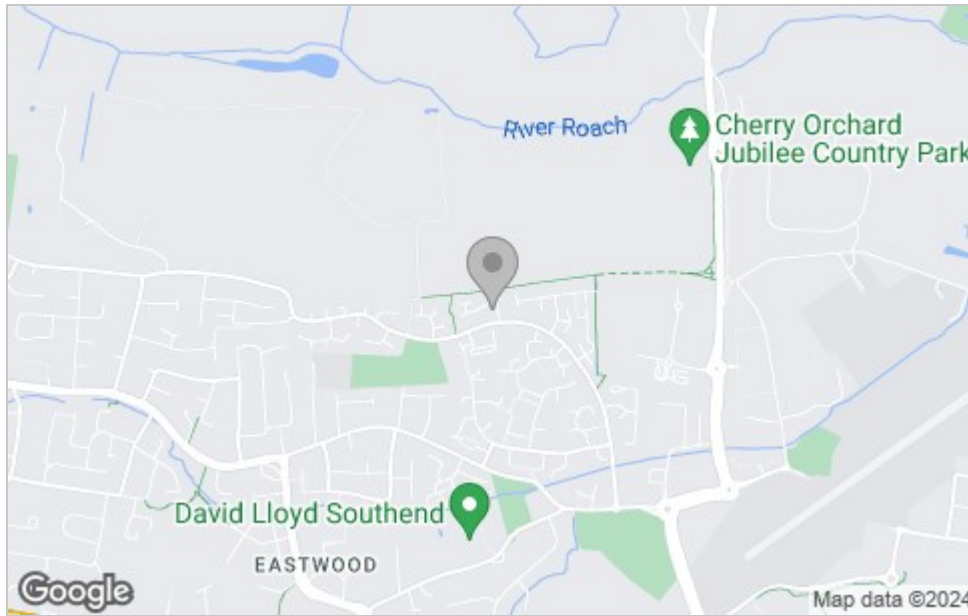 River Roach
Cherry Orchard
Jubilee Country Park
David Lloyd Southend
EASTWOOD
Google
Map data ©2024